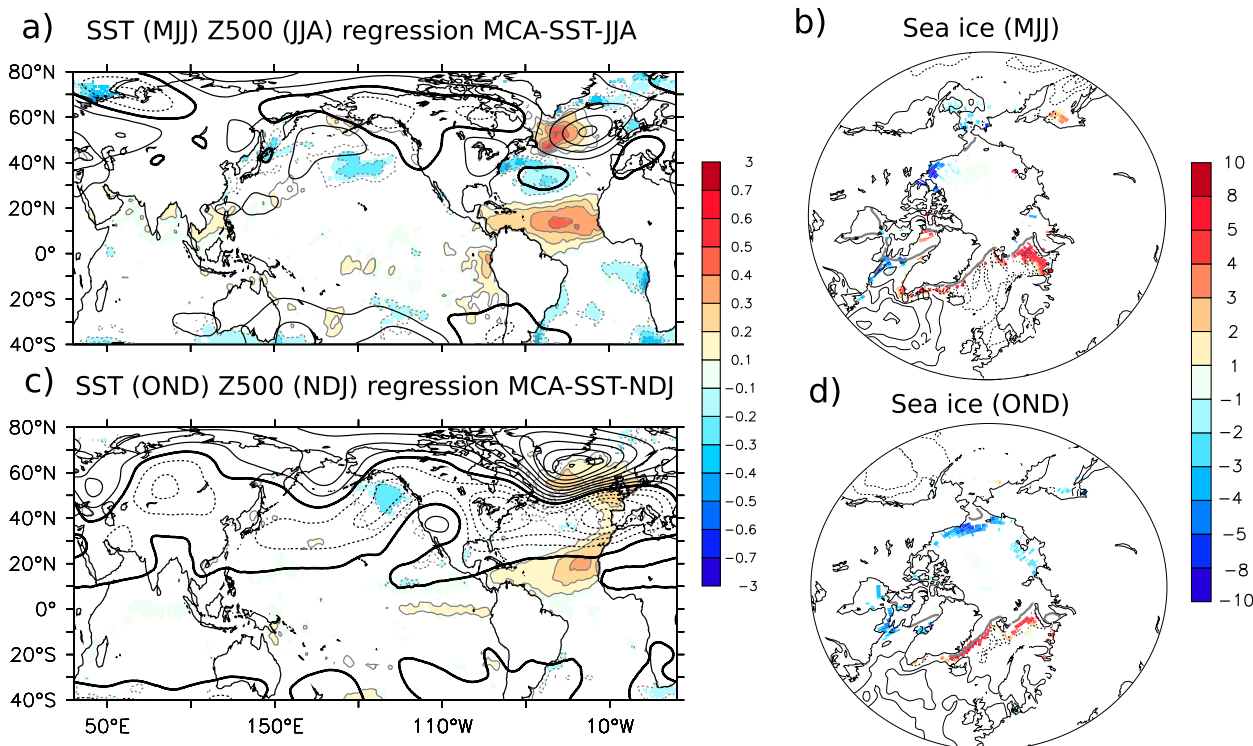 a) SST (MJJ) Z500 (JJA) regression MCA-SST-JJA
80°N
60°N
40°N
20°N
0°
20°S
40°S
3
0.7
0.6
0.5
0.4
0.3
0.2
0.1
−0.1
−0.2
−0.3
−0.4
−0.5
−0.6
−0.7
−3
b) Sea ice (MJJ)
10
8
5
4
3
2
1
−1
−2
−3
−4
−5
−8
−10
c) SST (OND) Z500 (NDJ) regression MCA-SST-NDJ
80°N
60°N
40°N
20°N
0°
20°S
40°S
50°E 150°E 110°W 10°W
d) Sea ice (OND)